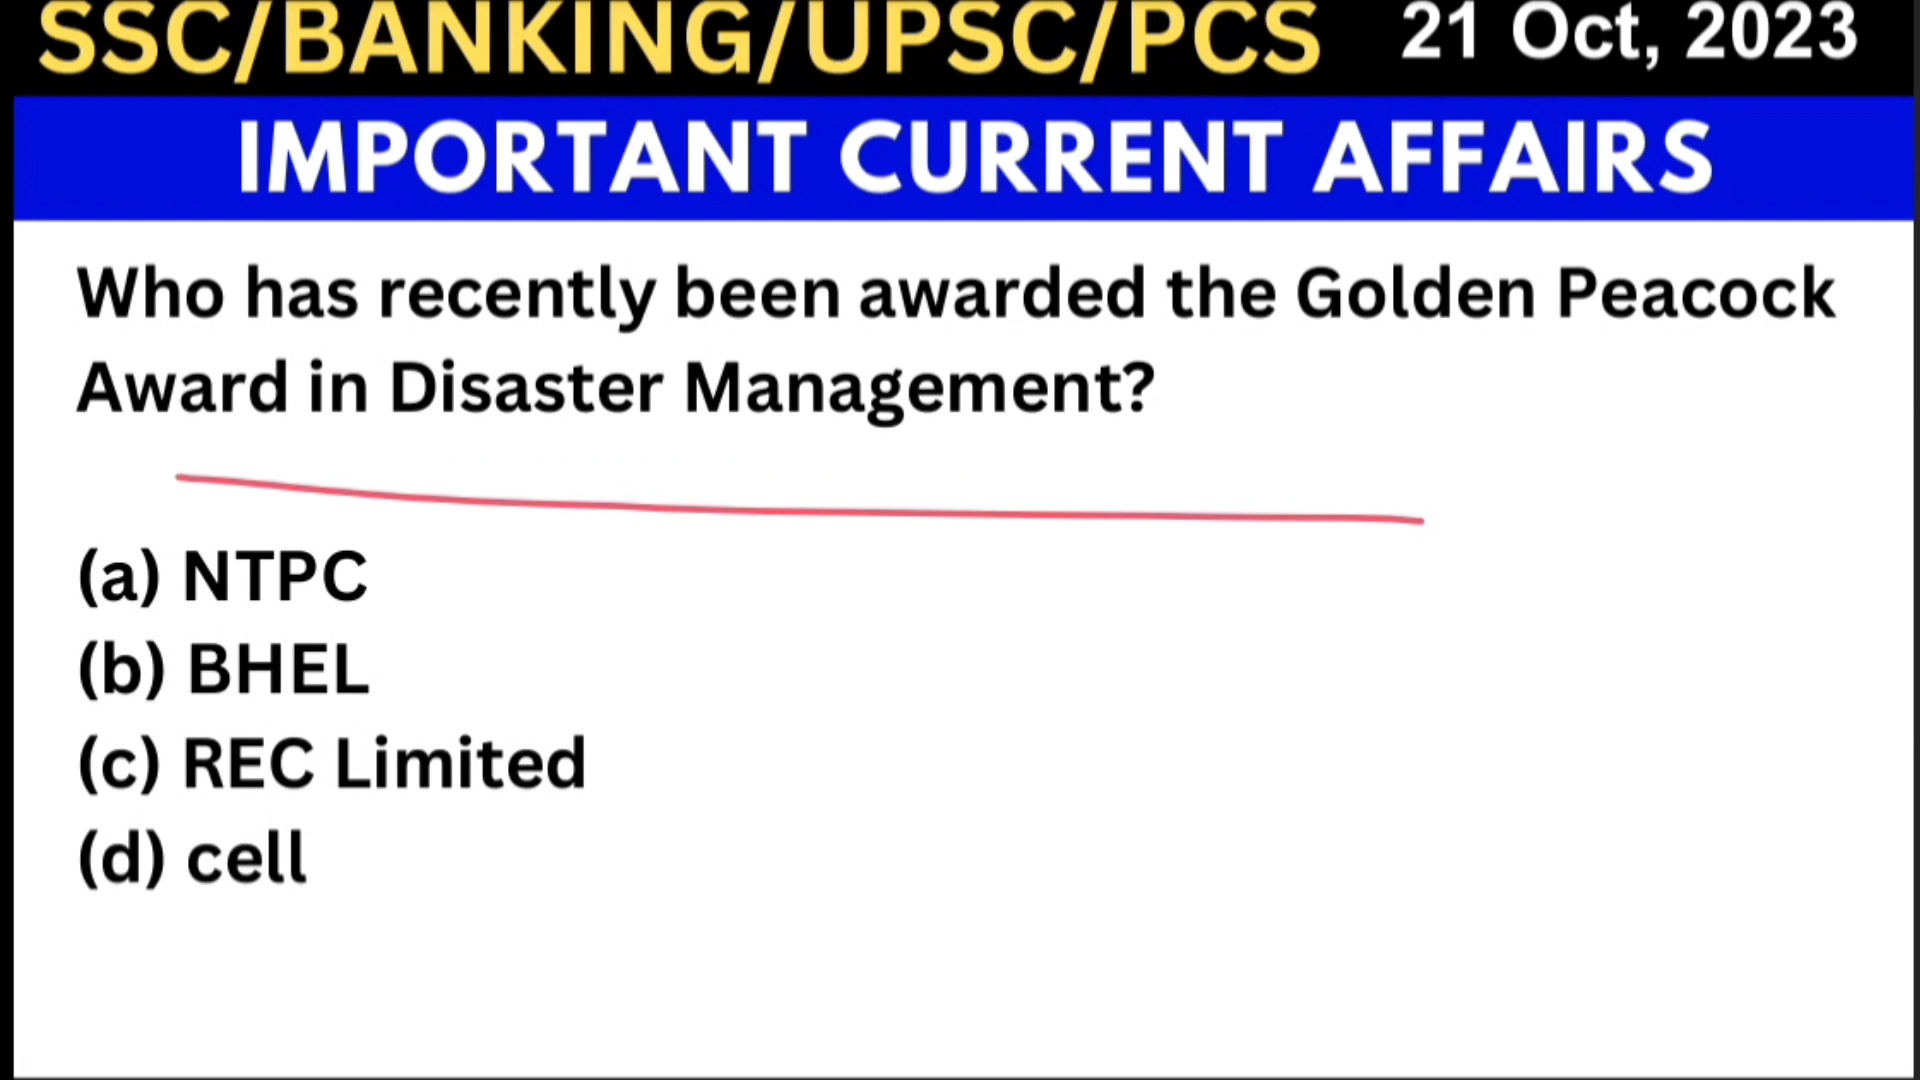 SSC/BANKING/UPSC/PCS 21 Oct, 2023
IMPORTANT CURRENT AFFAIRS
Who has recently been awarded the Golden Peacock
Award in Disaster Management?
(a) NTPC
(b) BHEL
(c) REC Limited
(d) cell